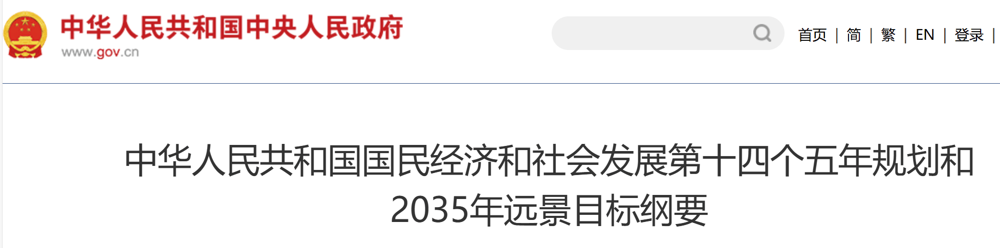 中华人民共和国中央人民政府
www.gov.cn
首页 | 简 | 繁 | EN | 登录 |
中华人民共和国国民经济和社会发展第十四个五年规划和
2035年远景目标纲要